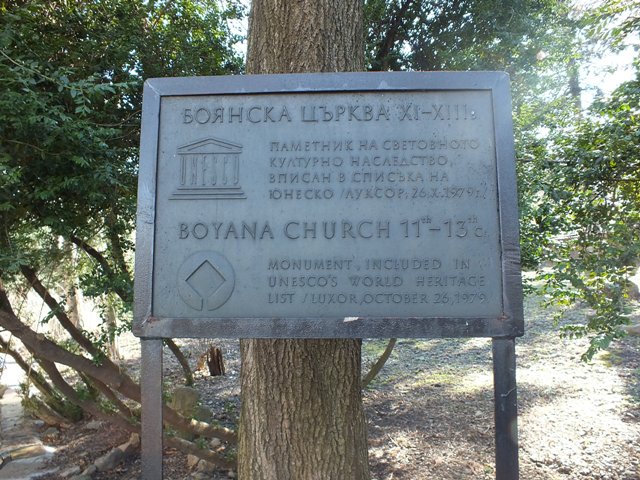 БОЯНСКА ЦЪРКВА XI-XIII в.
UNESCO
ПАМЕТНИК НА СВЕТОВНОТО
КУЛТУРНО НАСЛЕДСТВО,
ВПИСАН В СПИСЪКА НА
ЮНЕСКО /ЛУКСОР, 26.X.1979 г./
BOYANA CHURCH 11th-13th c.
MONUMENT, INCLUDED IN
UNESCO'S WORLD HERITAGE
LIST / LUXOR, OCTOBER 26, 1979